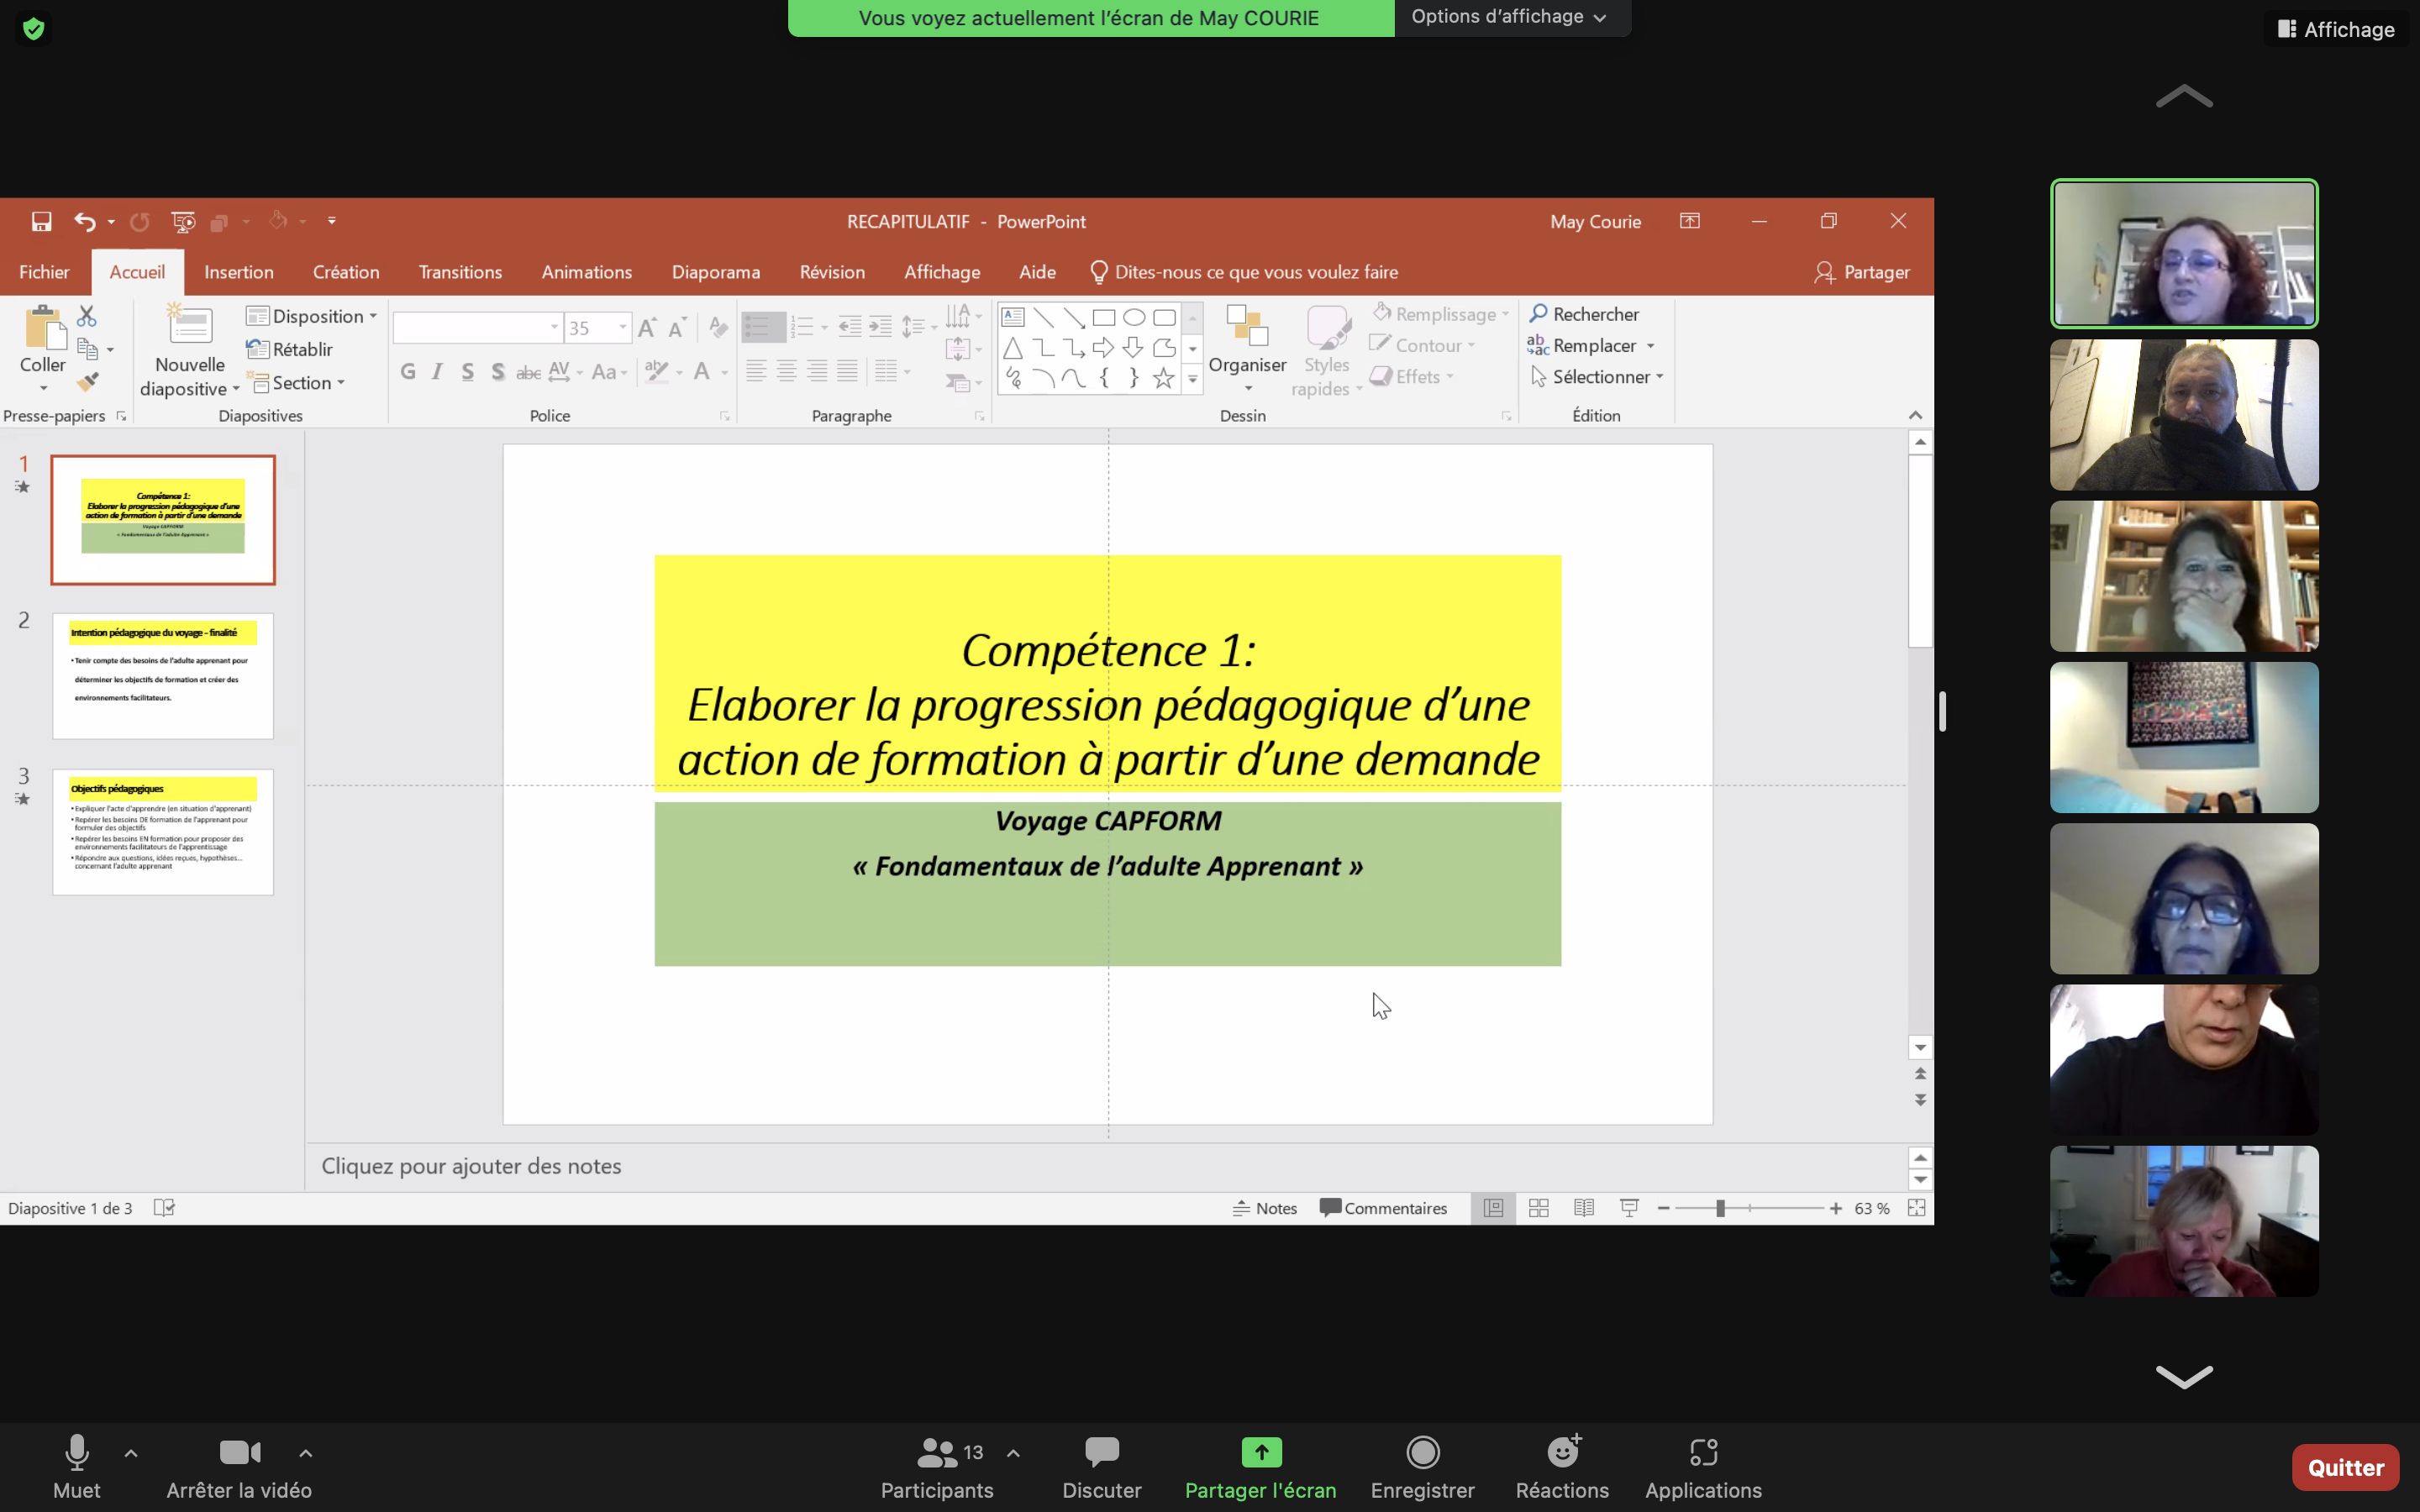 Vous voyez actuellement l'écran de May COURIE
Options d'affichage
Affichage
RECAPITULATIF - PowerPoint
May Courie
Fichier
Accueil
Insertion
Création
Transitions
Animations
Diaporama
Révision
Affichage
Aide
Dites-nous ce que vous voulez faire
Partager
Coller
Presse-papiers
Nouvelle
diapositive
Disposition
Rétablir
Section
Diapositives
35
G I S S abc AV Aa A
Police
Paragraphe
Organiser
Styles
rapides
Remplissage
Contour
Effets
Dessin
Rechercher
Remplacer
Sélectionner
Édition
1
Compétence 1:
Elaborer la progression pédagogique d'une
action de formation à partir d'une demande
Voyage CAPFORM
« Fondamentaux de l'adulte Apprenant »
2
Intention pédagogique du voyage - finalité
• Tenir compte des besoins de l'adulte apprenant pour
déterminer les objectifs de formation et créer des
environnements facilitateurs.
3
Objectifs pédagogiques
• Expliquer l'acte d'apprendre (en situation d'apprenant)
• Repérer les besoins DE formation de l'apprenant pour
formuler des objectifs
• Repérer les besoins EN formation pour proposer des
environnements facilitateurs de l'apprentissage
• Répondre aux questions, idées reçues, hypothèses...
concernant l'adulte apprenant
Compétence 1:
Elaborer la progression pédagogique d'une
action de formation à partir d'une demande
Voyage CAPFORM
« Fondamentaux de l'adulte Apprenant »
Cliquez pour ajouter des notes
Diapositive 1 de 3
Notes
Commentaires
63 %
Muet
Arrêter la vidéo
13
Participants
Discuter
Partager l'écran
Enregistrer
Réactions
Applications
Quitter